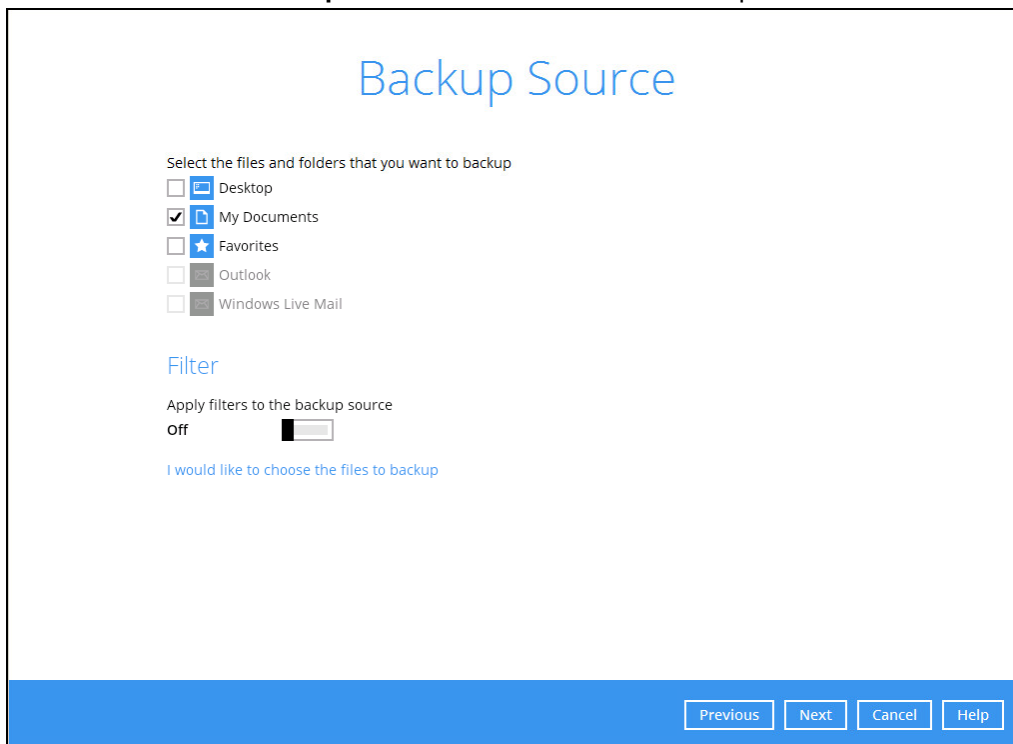 Backup Source
Select the files and folders that you want to backup
Desktop
My Documents
Favorites
Outlook
Windows Live Mail
Filter
Apply filters to the backup source
Off
I would like to choose the files to backup
Previous Next Cancel Help